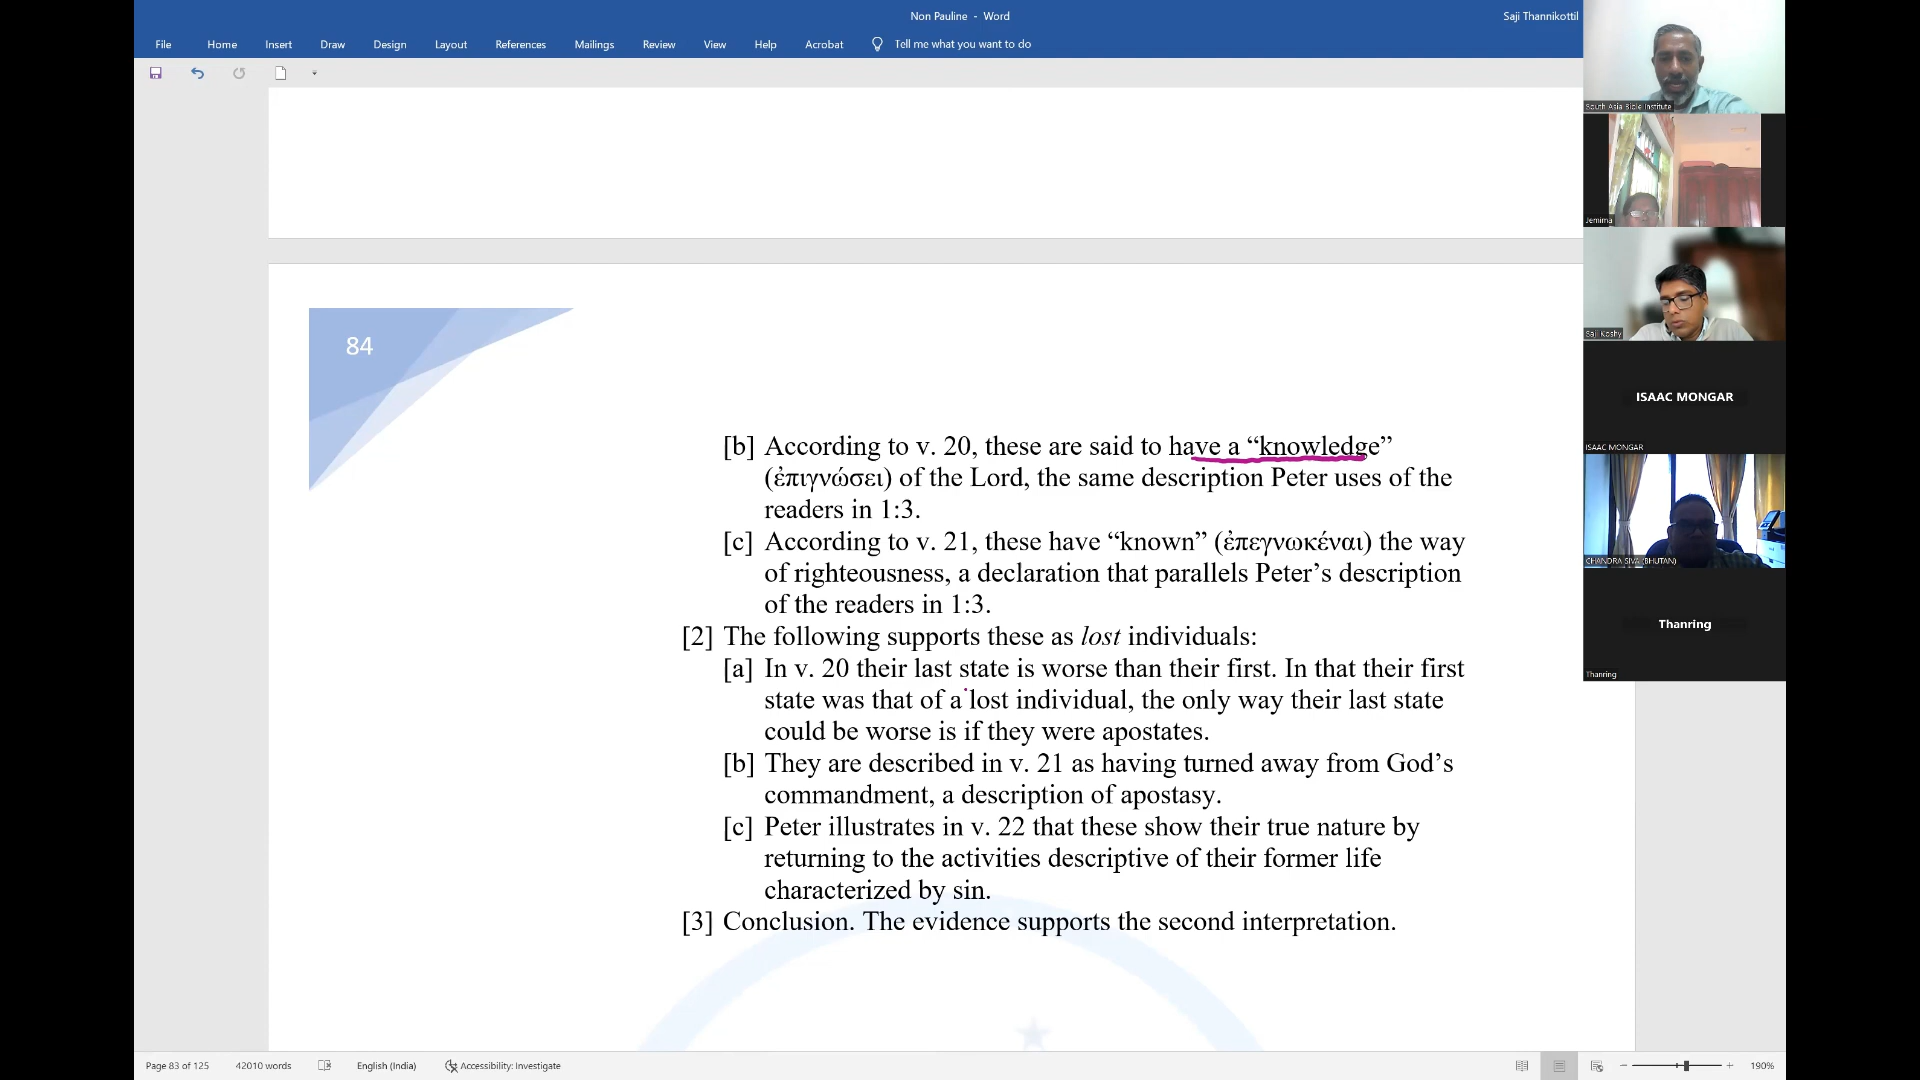 Non Pauline - Word
Saji Thannikottil
File Home Insert Draw Design Layout References Mailings Review View Help Acrobat Tell me what you want to do
South Asia Bible Institute
Jemima
Saji Koshy
ISAAC MONGAR
ISAAC MONGAR
CHANDRA SIVA (BHUTAN)
Thanring
Thanring
84
[b] According to v. 20, these are said to have a “knowledge”
(ἐπιγνώσει) of the Lord, the same description Peter uses of the
readers in 1:3.
[c] According to v. 21, these have “known” (ἐπεγνωκέναι) the way
of righteousness, a declaration that parallels Peter’s description
of the readers in 1:3.
[2] The following supports these as lost individuals:
[a] In v. 20 their last state is worse than their first. In that their first
state was that of a lost individual, the only way their last state
could be worse is if they were apostates.
[b] They are described in v. 21 as having turned away from God’s
commandment, a description of apostasy.
[c] Peter illustrates in v. 22 that these show their true nature by
returning to the activities descriptive of their former life
characterized by sin.
[3] Conclusion. The evidence supports the second interpretation.
Page 83 of 125 42010 words English (India) Accessibility: Investigate 190%